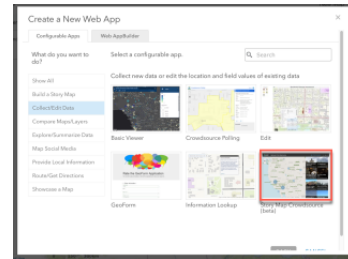 Create a New Web App
×
Configurable Apps
Web AppBuilder
What do you want to do?
Show All
Build a Story Map
Collect/Edit Data
Compare Maps/Layers
Explore/Summarize Data
Map Social Media
Provide Local Information
Route/Get Directions
Showcase a Map
Select a configurable app.
Search
Collect new data or edit the location and field values of existing data
Basic Viewer
Crowdsource Polling
Edit
GeoForm
Information Lookup
Story Map Crowdsource (beta)